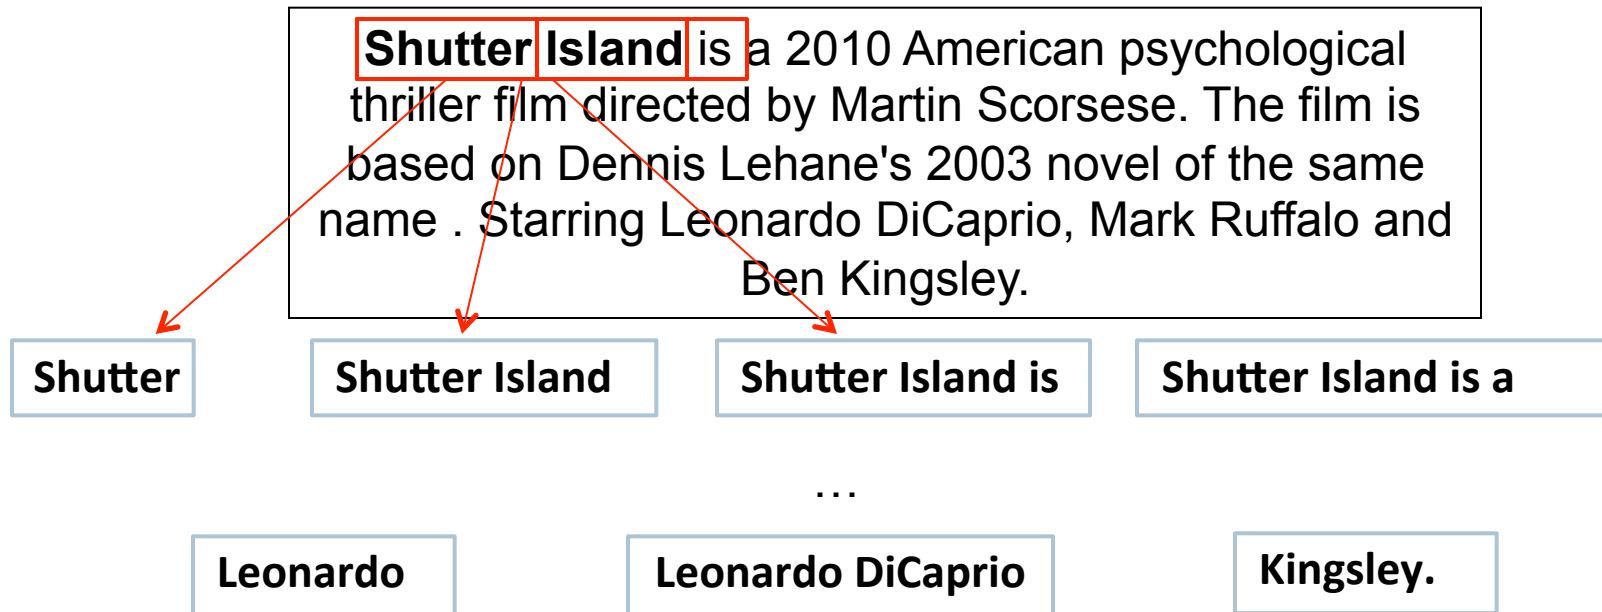 Shutter Island is a 2010 American psychological
thriller film directed by Martin Scorsese. The film is
based on Dennis Lehane's 2003 novel of the same
name . Starring Leonardo DiCaprio, Mark Ruffalo and
Ben Kingsley.
Shutter
Shutter Island
Shutter Island is
Shutter Island is a
...
Leonardo
Leonardo DiCaprio
Kingsley.